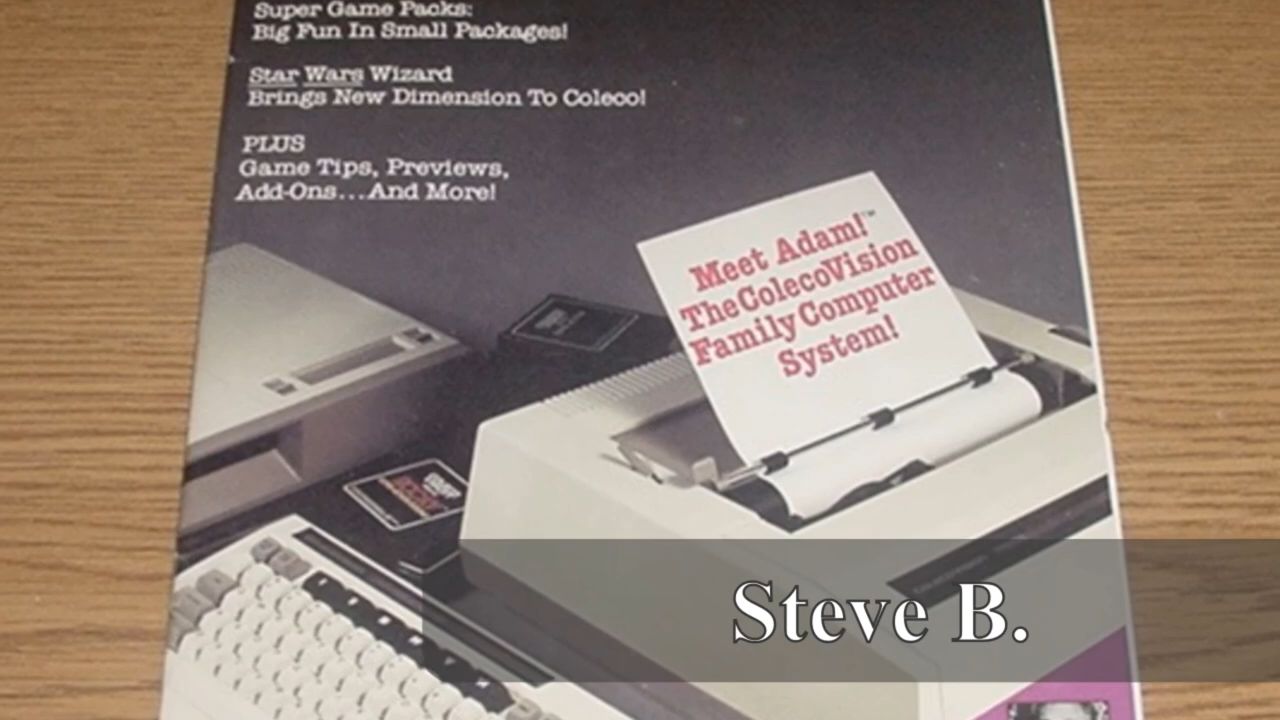 Super Game Packs:
Big Fun In Small Packages!
Star Wars Wizard
Brings New Dimension To Coleco!
PLUS
Game Tips, Previews,
Add-Ons...And More!
Meet Adam!™
The ColecoVision
Family Computer
System!
Steve B.